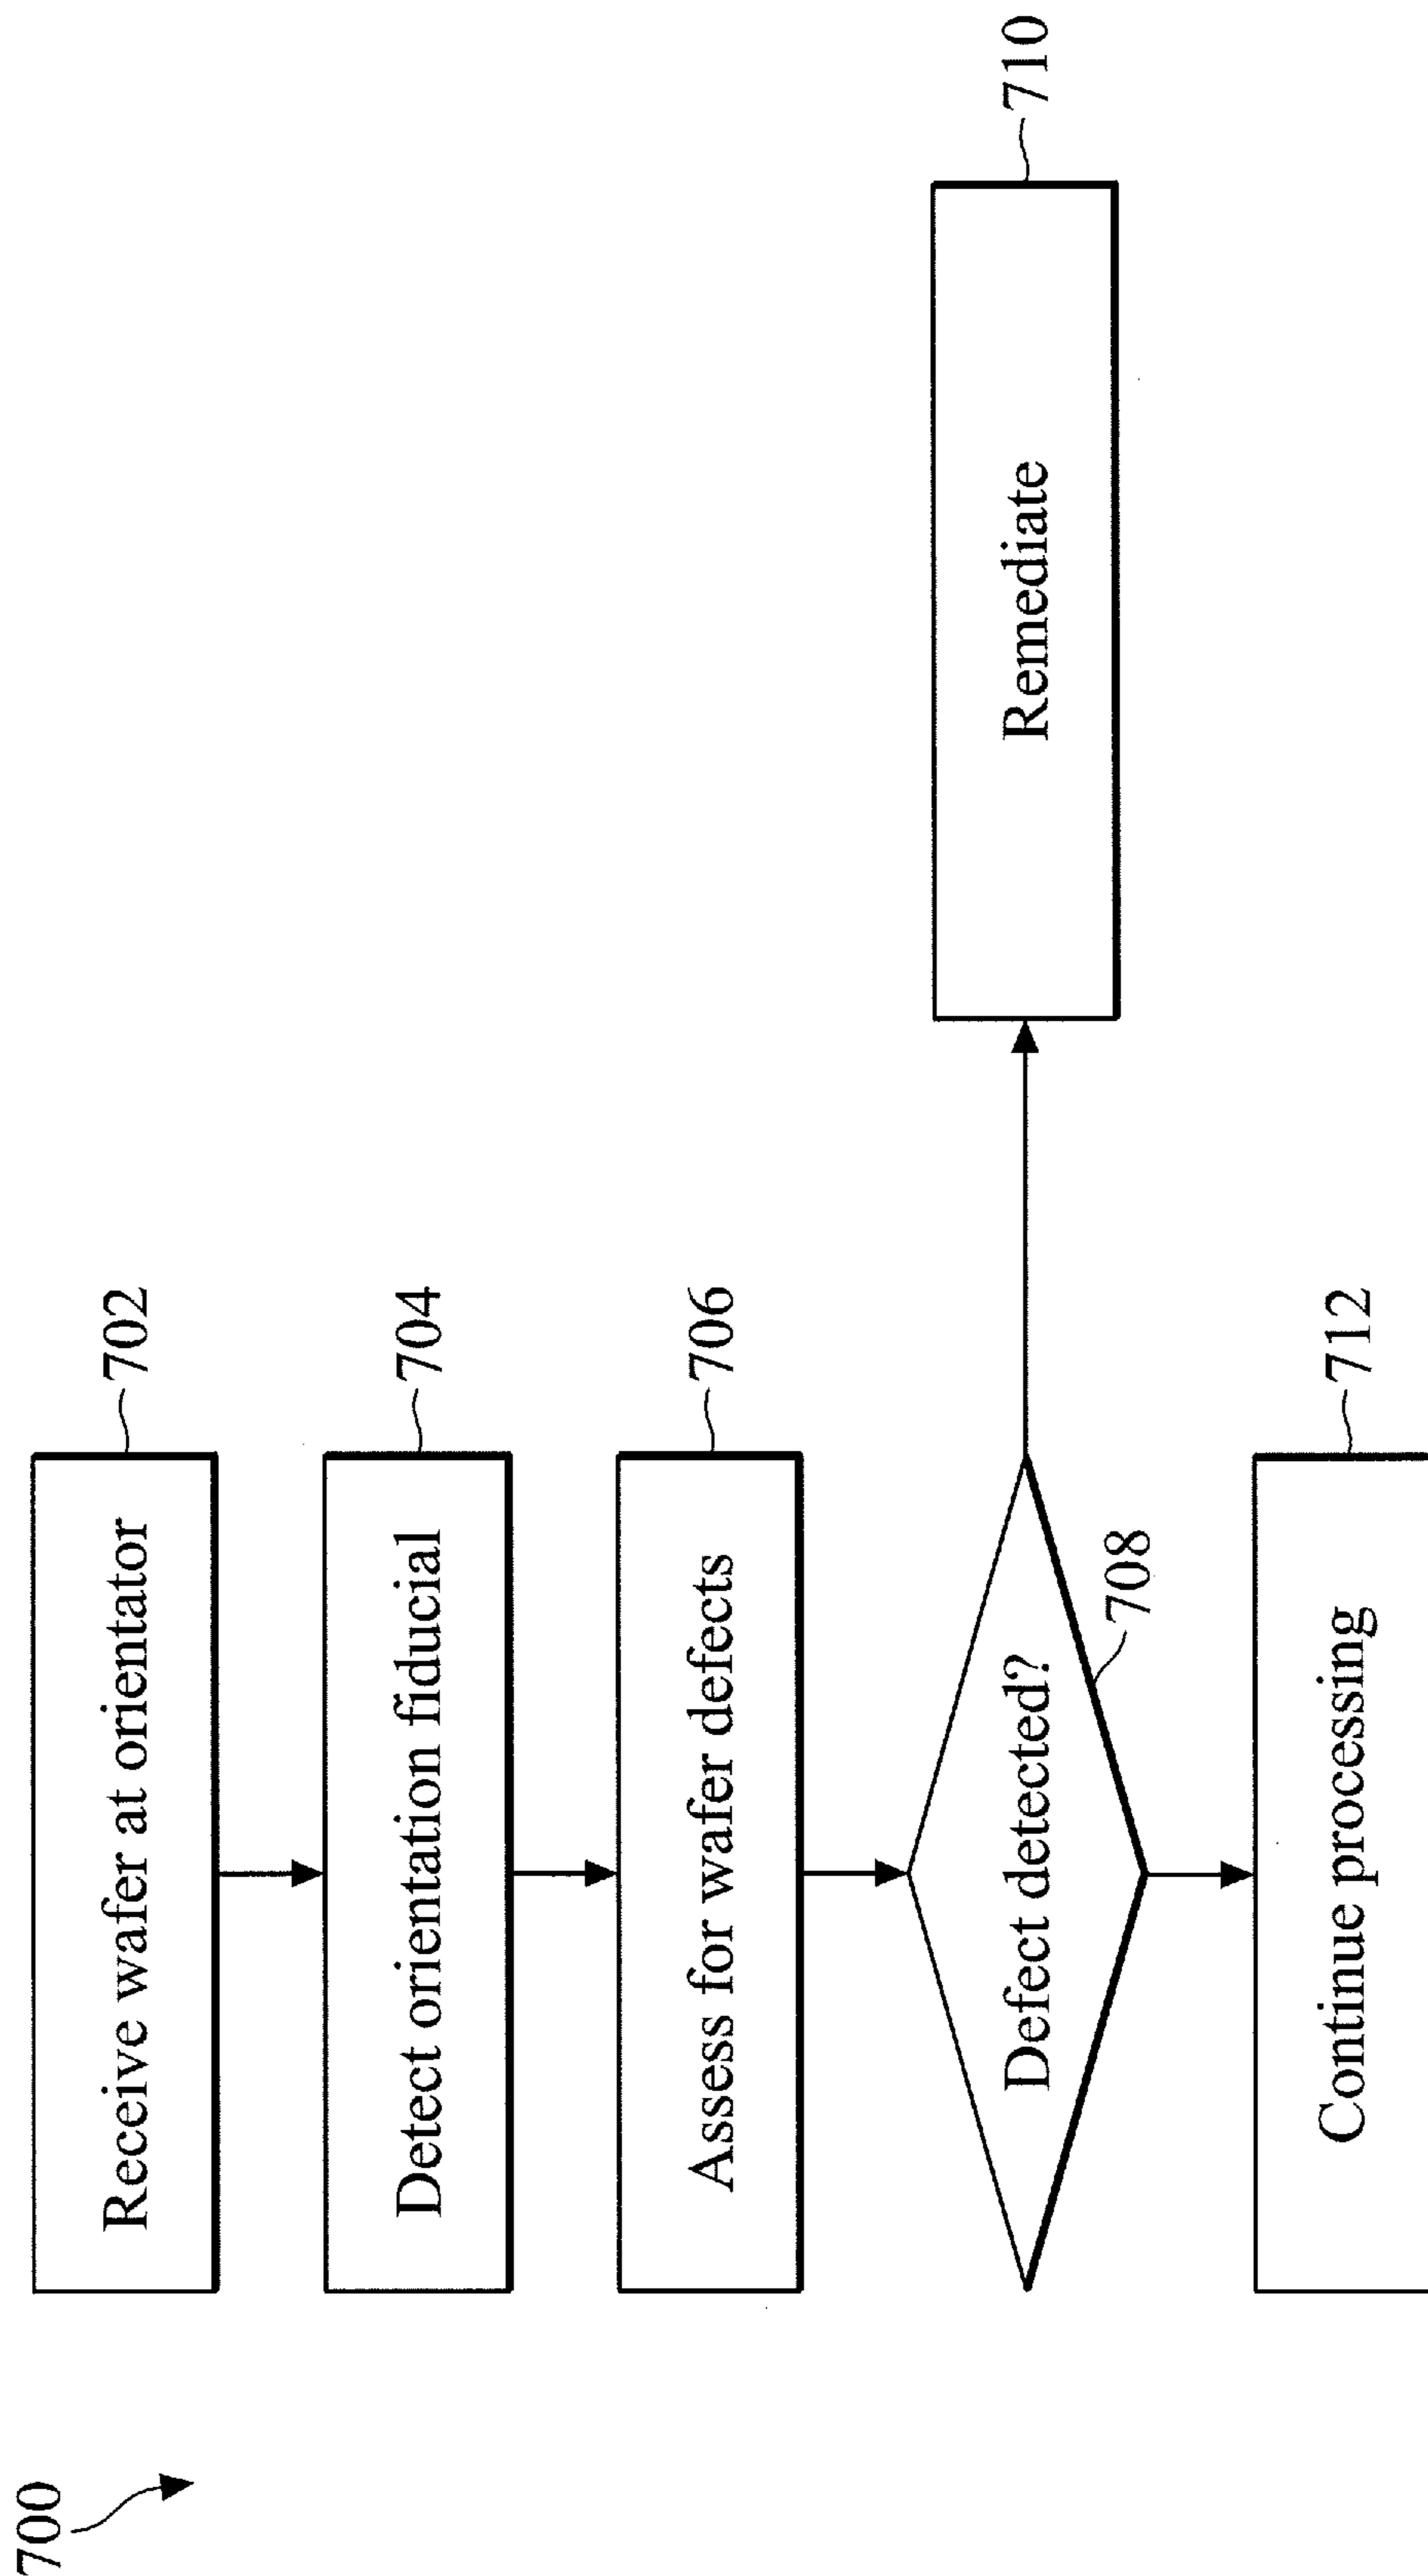 700
Receive wafer at orientator
702
Detect orientation fiducial
704
Assess for wafer defects
706
Defect detected?
708
Remediate
710
Continue processing
712